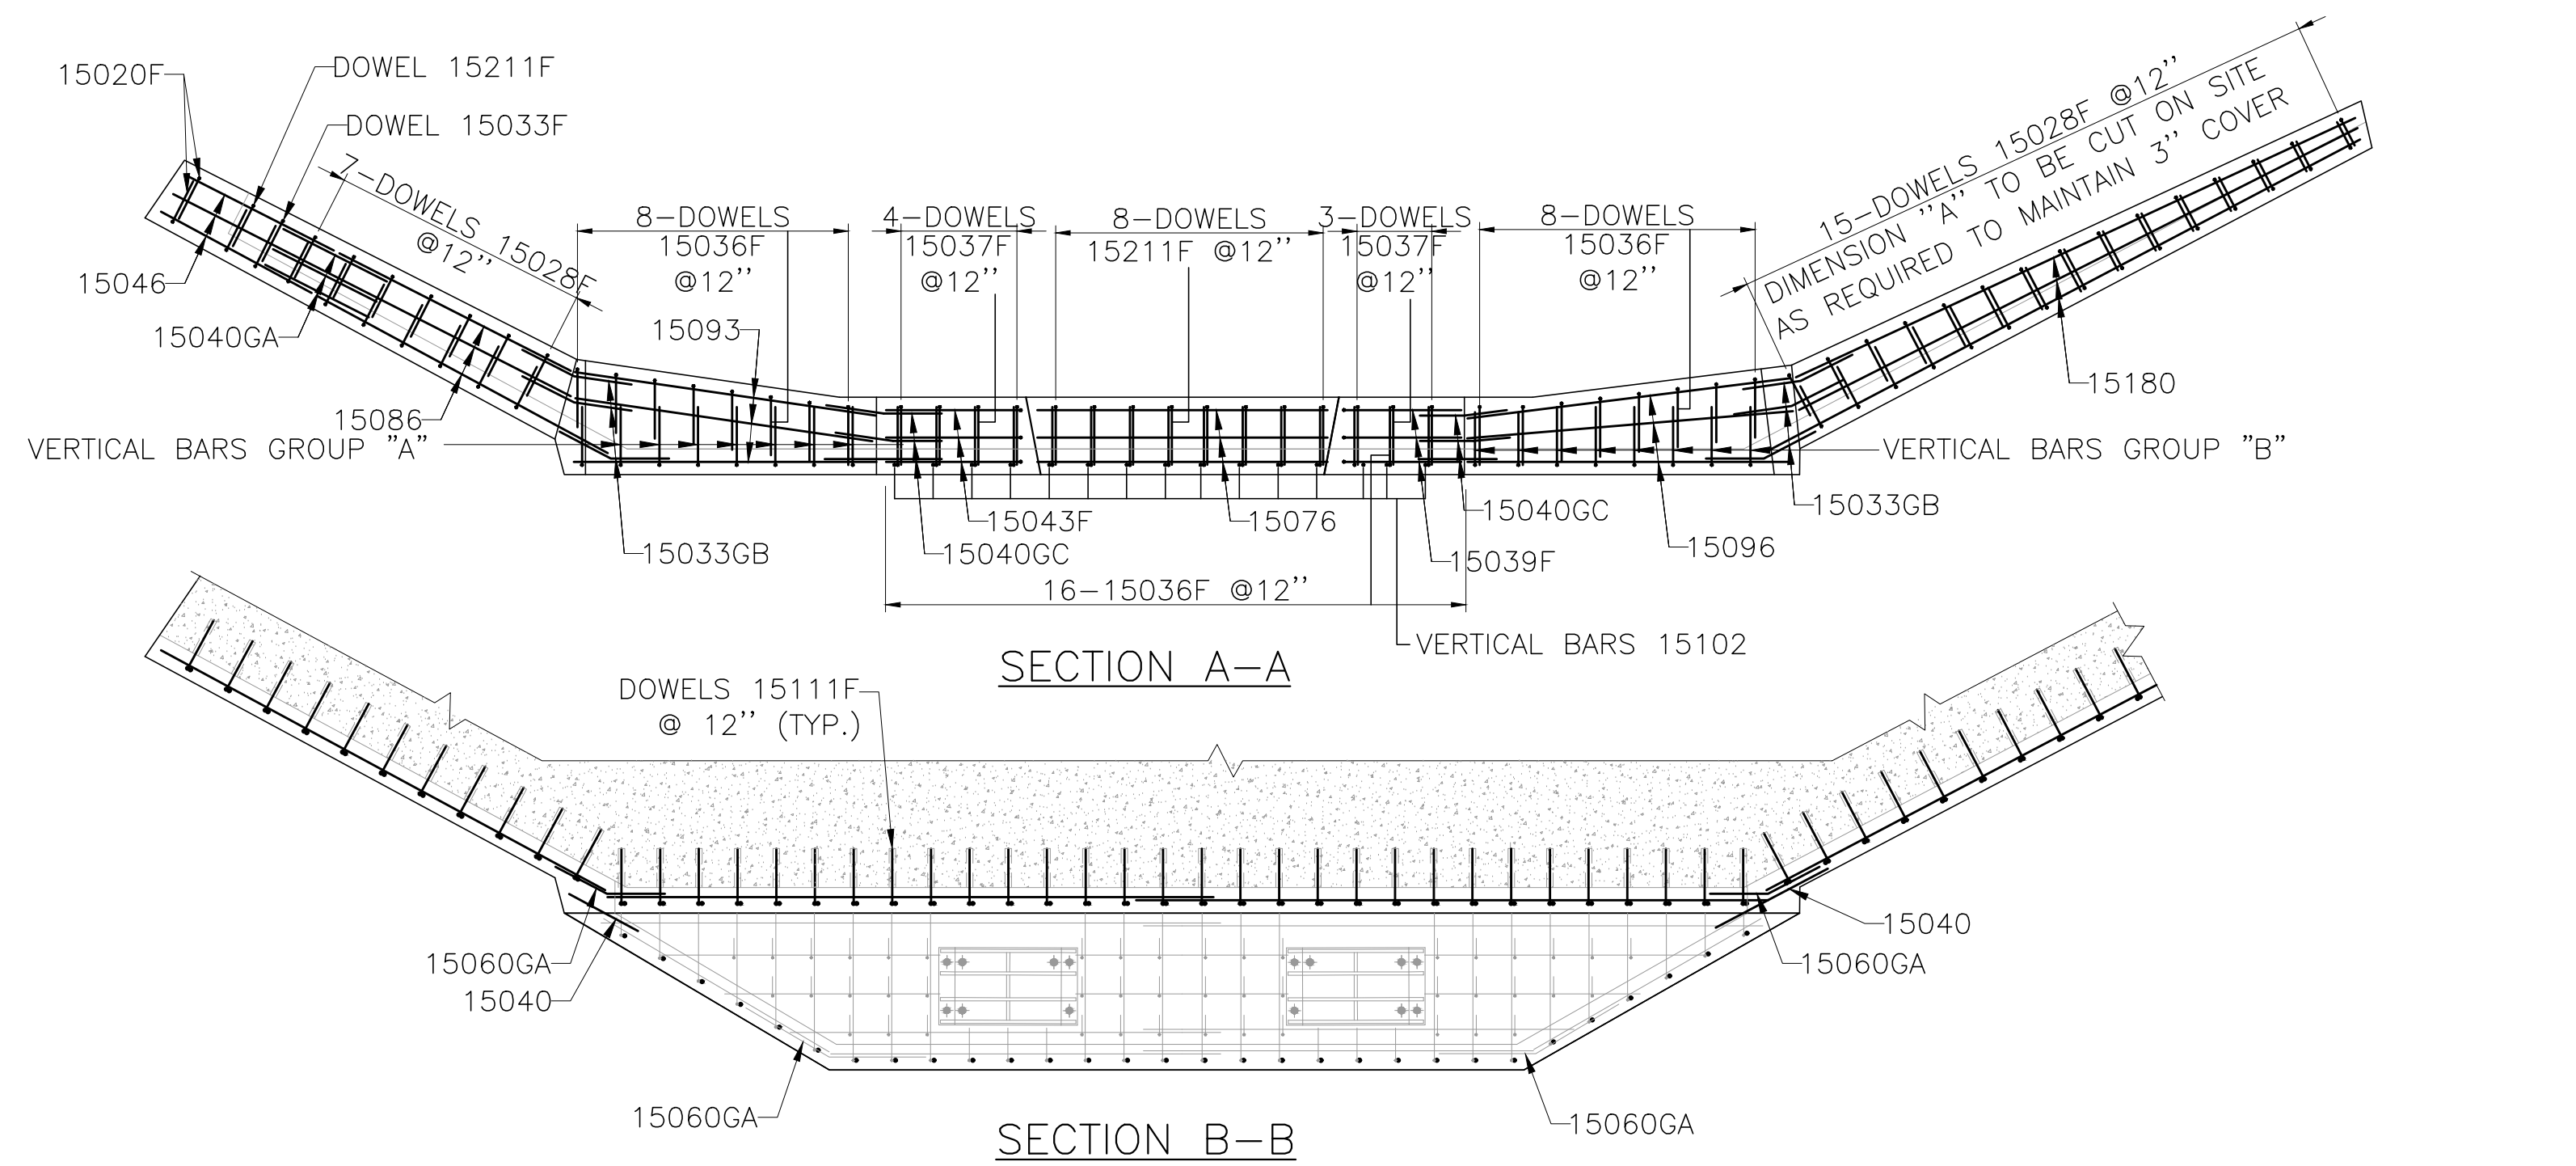 15020F
DOWEL 15211F
DOWEL 15033F
7-DOWELS 15028F
@12''
15046
15040GA
15086
VERTICAL BARS GROUP "A"
8-DOWELS
15036F
@12''
15093
4-DOWELS
15037F
@12''
8-DOWELS
15211F @12''
3-DOWELS
15037F
@12''
8-DOWELS
15036F
@12''
15-DOWELS 15028F @12''
DIMENSION ''A'' TO BE CUT ON SITE
AS REQUIRED TO MAINTAIN 3'' COVER
15180
VERTICAL BARS GROUP "B"
15033GB
15033GB
15043F
15040GC
15076
15040GC
15039F
15096
16-15036F @12''
VERTICAL BARS 15102
SECTION A-A
DOWELS 15111F
@ 12'' (TYP.)
15060GA
15040
15040
15060GA
15060GA
15060GA
SECTION B-B